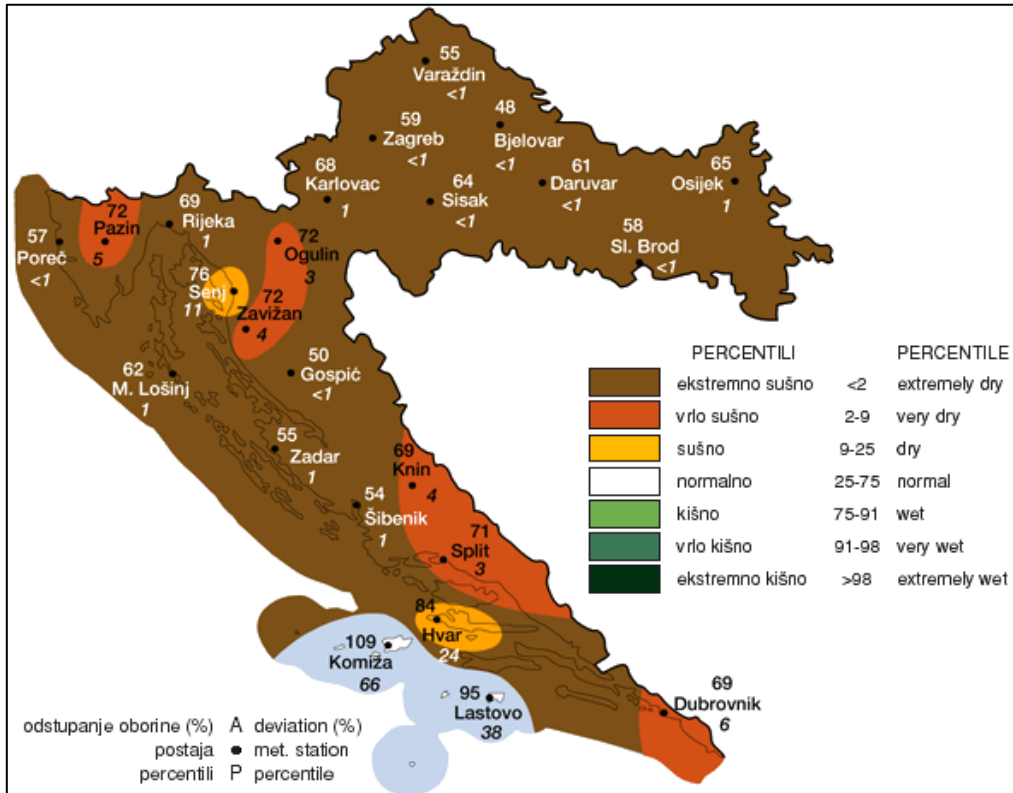 55
Varaždin
<1
48
Bjelovar
<1
59
Zagreb
<1
68
Karlovac
1
64
Sisak
<1
61
Daruvar
<1
65
Osijek
1
58
Sl. Brod
<1
72
Pazin
5
69
Rijeka
1
57
Poreč
<1
72
Ogulin
3
76
Senj
11
72
Zavižan
4
50
Gospić
<1
62
M. Lošinj
1
55
Zadar
1
69
Knin
4
54
Šibenik
1
71
Split
3
84
Hvar
24
109
Komiža
66
95
Lastovo
38
69
Dubrovnik
6
PERCENTILI PERCENTILE
ekstremno sušno <2 extremely dry
vrlo sušno 2-9 very dry
sušno 9-25 dry
normalno 25-75 normal
kišno 75-91 wet
vrlo kišno 91-98 very wet
ekstremno kišno >98 extremely wet
odstupanje oborine (%) A deviation (%)
postaja ● met. station
percentili P percentile